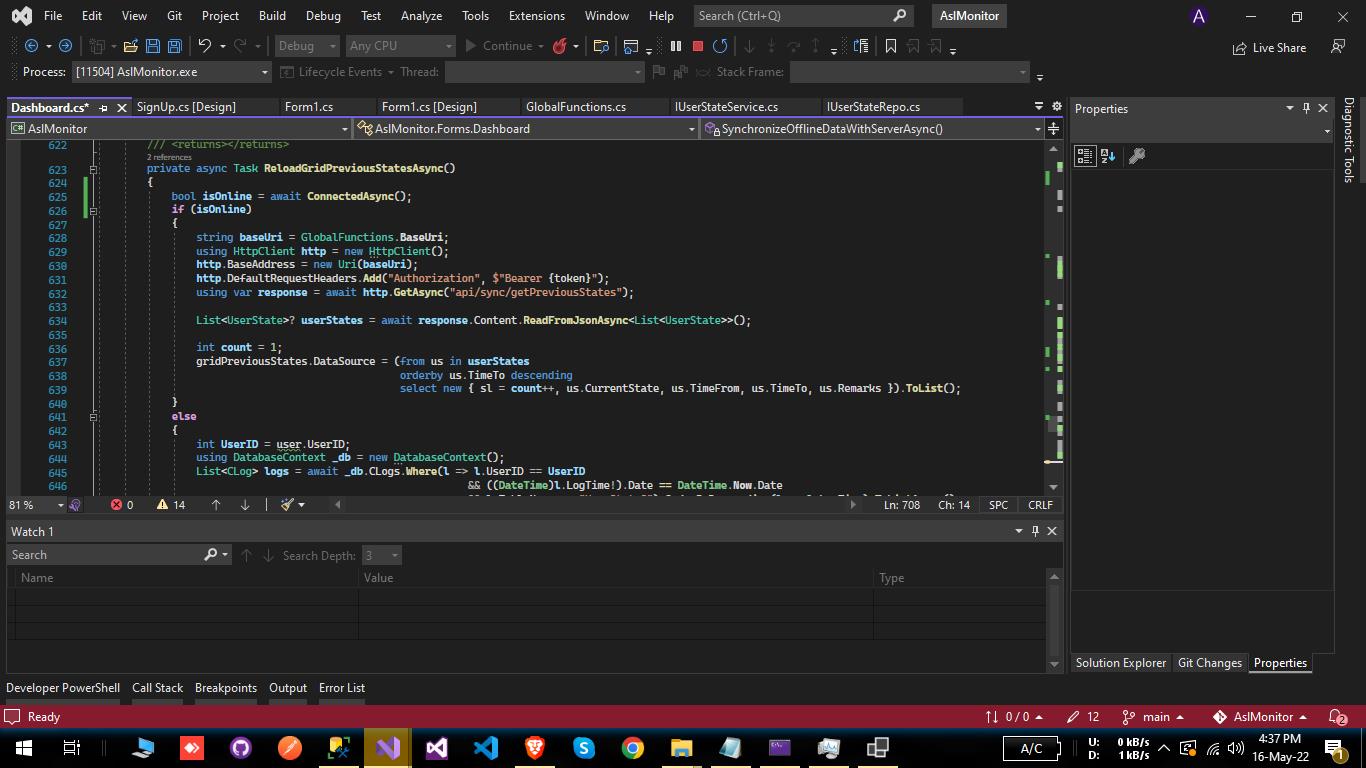 File Edit View Git Project Build Debug Test Analyze Tools Extensions Window Help Search (Ctrl+Q) AslMonitor A
Debug Any CPU Continue Live Share
Process: [11504] AslMonitor.exe Lifecycle Events Thread: Stack Frame:
Dashboard.cs* SignUp.cs [Design] Form1.cs Form1.cs [Design] GlobalFunctions.cs IUserStateService.cs IUserStateRepo.cs Properties
AslMonitor AslMonitor.Forms.Dashboard SynchronizeOfflineDataWithServerAsync()
Diagnostic Tools
622 /// <returns></returns>
2 references
623 private async Task ReloadGridPreviousStatesAsync()
624 {
625 bool isOnline = await ConnectedAsync();
626 if (isOnline)
627 {
628 string baseUri = GlobalFunctions.BaseUri;
629 using HttpClient http = new HttpClient();
630 http.BaseAddress = new Uri(baseUri);
631 http.DefaultRequestHeaders.Add("Authorization", $"Bearer {token}");
632 using var response = await http.GetAsync("api/sync/getPreviousStates");
633
634 List<UserState>? userStates = await response.Content.ReadFromJsonAsync<List<UserState>>();
635
636 int count = 1;
637 gridPreviousStates.DataSource = (from us in userStates
638 orderby us.TimeTo descending
639 select new { sl = count++, us.CurrentState, us.TimeFrom, us.TimeTo, us.Remarks }).ToList();
640 }
641 else
642 {
643 int UserID = user.UserID;
644 using DatabaseContext _db = new DatabaseContext();
645 List<CLog> logs = await _db.CLogs.Where(l => l.UserID == UserID
646 && ((DateTime)l.LogTime!).Date == DateTime.Now.Date
81 % 0 14 Ln: 708 Ch: 14 SPC CRLF
Watch 1
Search Search Depth: 3
Name Value Type
Solution Explorer Git Changes Properties
Developer PowerShell Call Stack Breakpoints Output Error List
Ready 0 / 0 12 main AslMonitor 2
A/C U: 0 kB/s D: 1 kB/s 4:37 PM 16-May-22 1